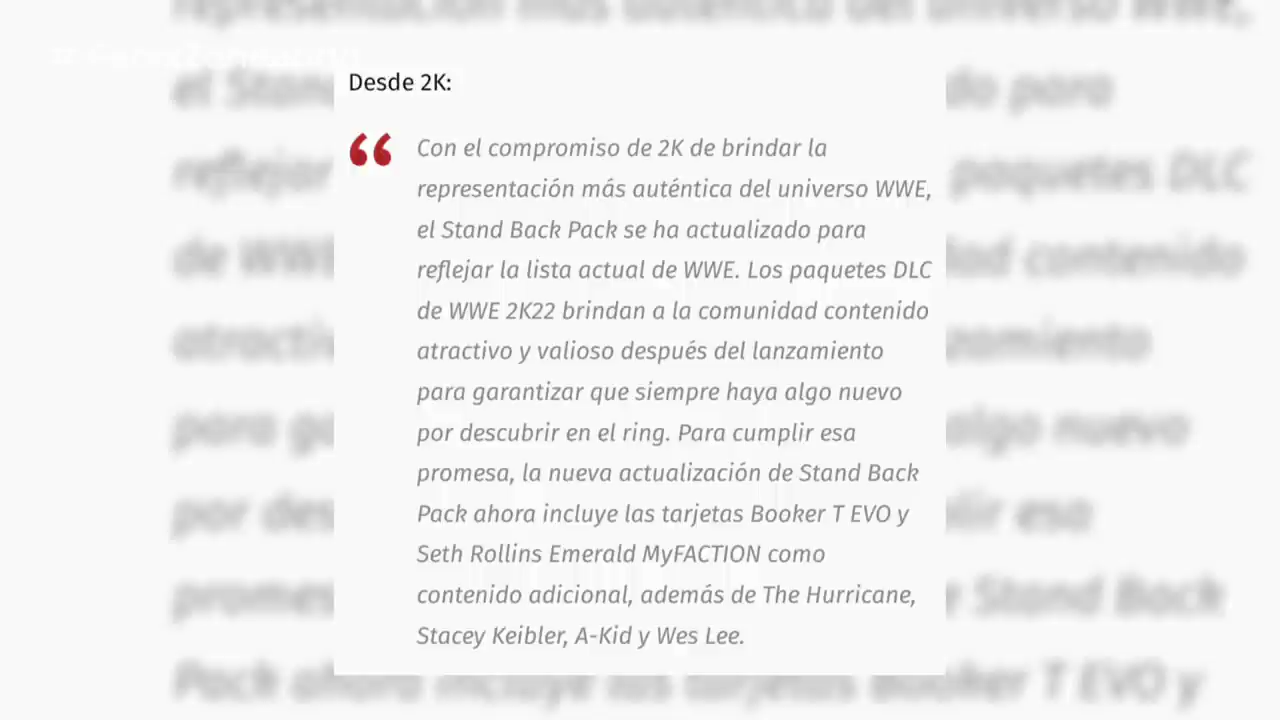 Desde 2K:
“ Con el compromiso de 2K de brindar la
representación más auténtica del universo WWE,
el Stand Back Pack se ha actualizado para
reflejar la lista actual de WWE. Los paquetes DLC
de WWE 2K22 brindan a la comunidad contenido
atractivo y valioso después del lanzamiento
para garantizar que siempre haya algo nuevo
por descubrir en el ring. Para cumplir esa
promesa, la nueva actualización de Stand Back
Pack ahora incluye las tarjetas Booker T EVO y
Seth Rollins Emerald MyFACTION como
contenido adicional, además de The Hurricane,
Stacey Keibler, A-Kid y Wes Lee.